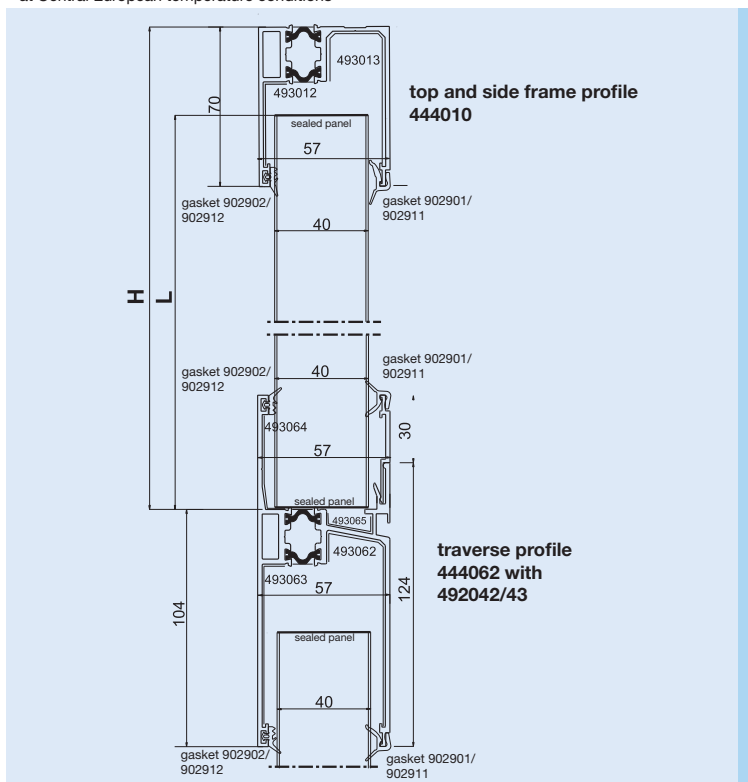 at Central European temperature conditions
493013
493012
top and side frame profile
444010
70
sealed panel
57
gasket 902902/
902912
gasket 902901/
902911
40
H
L
gasket 902902/
902912
40
gasket 902901/
902911
30
493064
57
sealed panel
493065
493062
traverse profile
444062 with
492042/43
493063
57
104
124
sealed panel
40
gasket 902902/
902912
gasket 902901/
902911